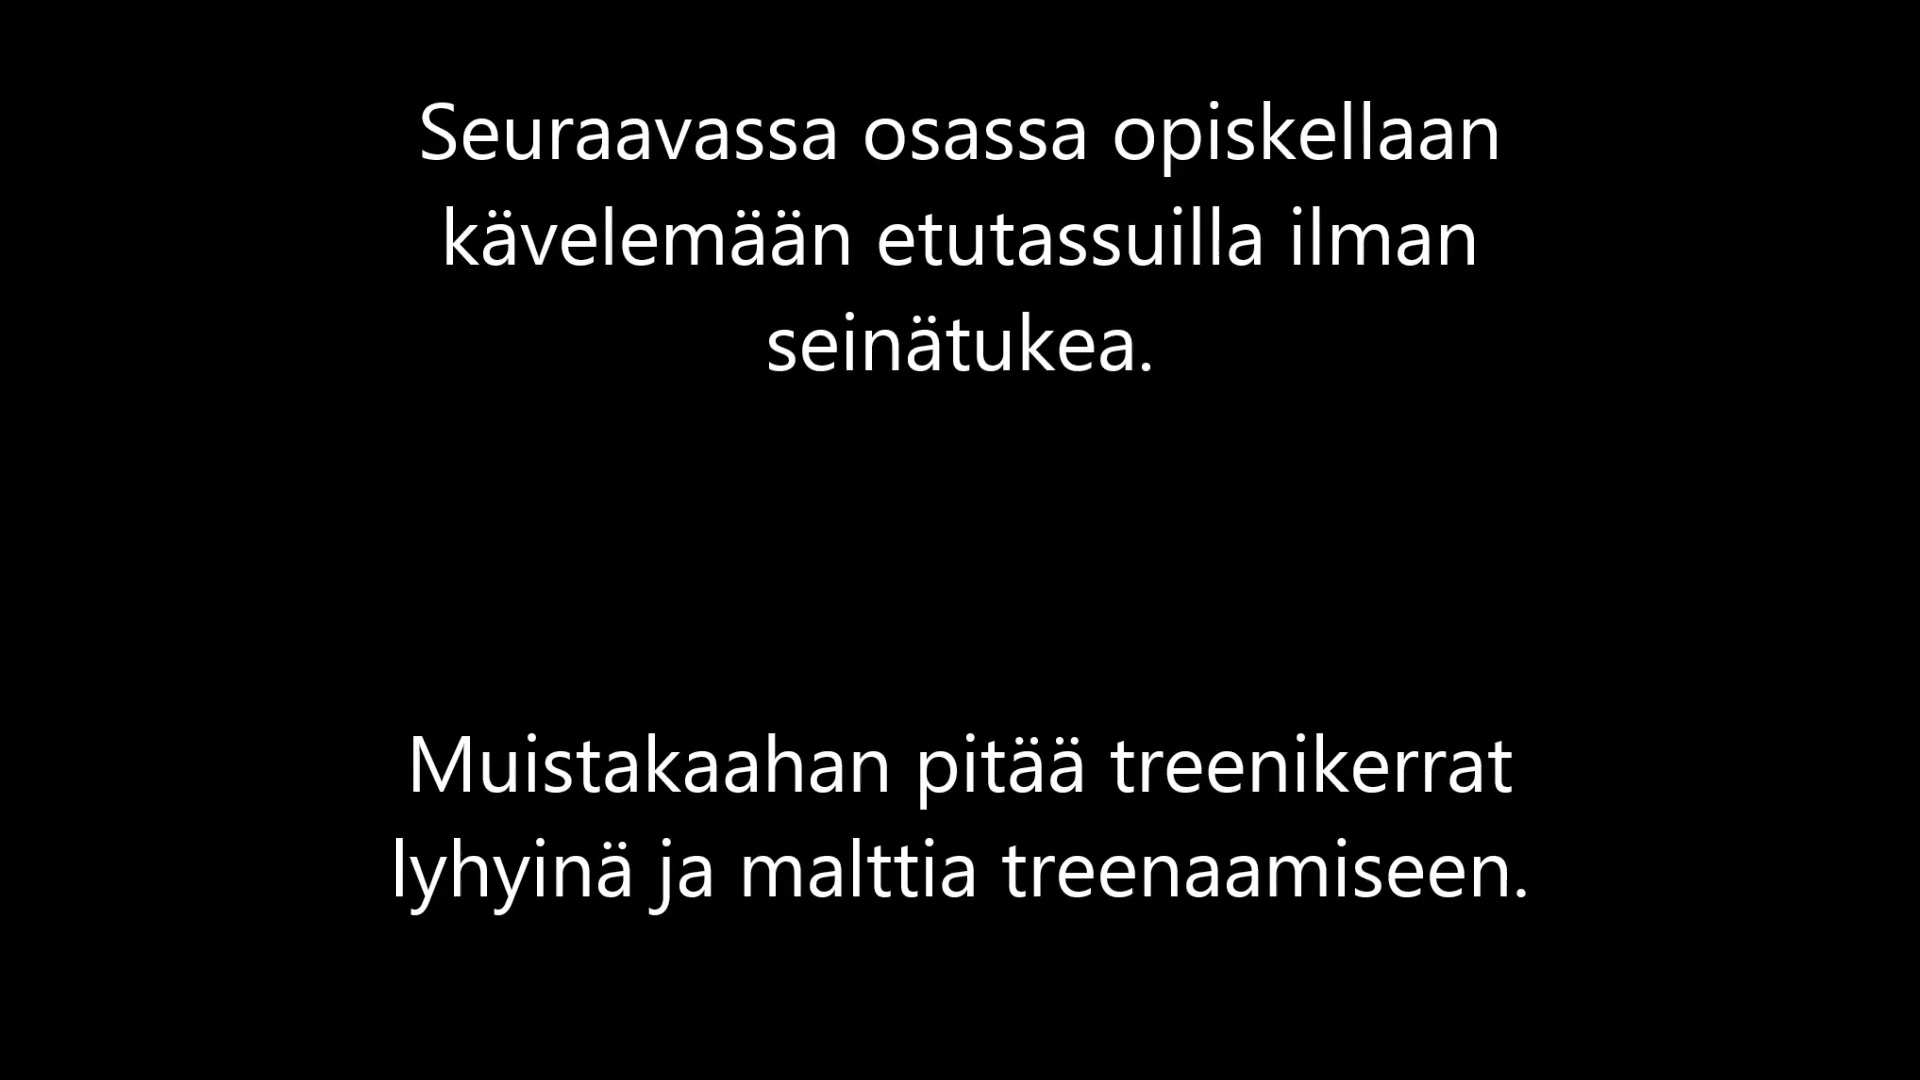 Seuraavassa osassa opiskellaan
kävelemään etutassuilla ilman
seinätukea.
Muistakaahan pitää treenikerrat
lyhyinä ja malttia treenaamiseen.